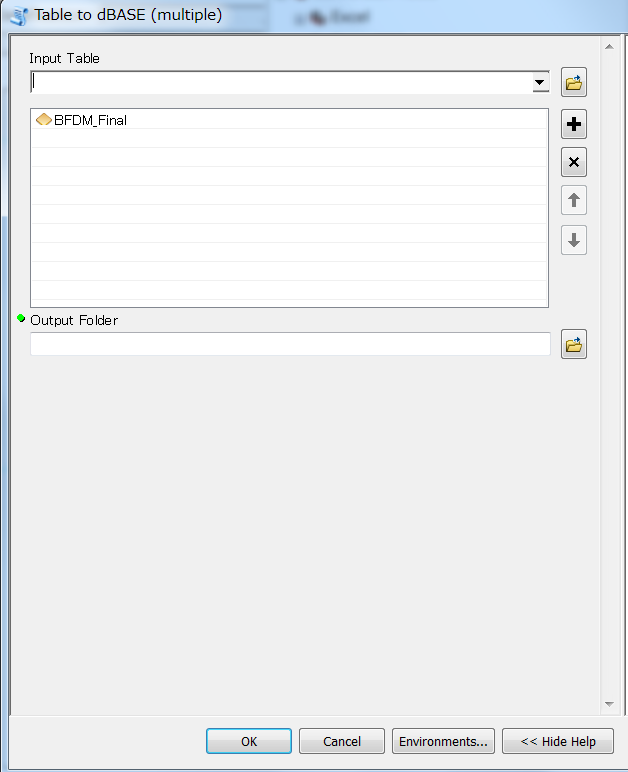 Table to dBASE (multiple)
Excel
Input Table
BFDM_Final
Output Folder
OK
Cancel
Environments...
<< Hide Help